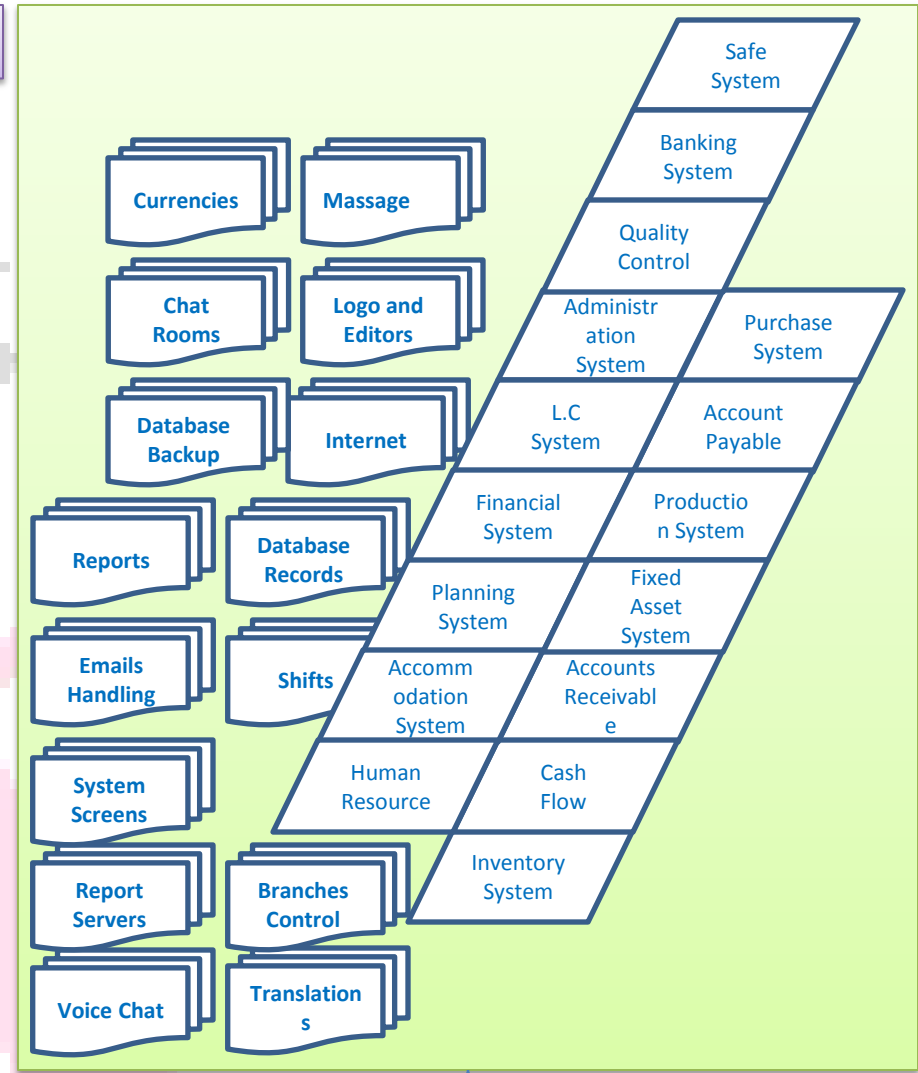 Safe
System
Banking
System
Quality
Control
Administr
ation
System
Purchase
System
L.C
System
Account
Payable
Financial
System
Productio
n System
Planning
System
Fixed
Asset
System
Accomm
odation
System
Accounts
Receivabl
e
Human
Resource
Cash
Flow
Inventory
System
Currencies
Massage
Chat
Rooms
Logo and
Editors
Database
Backup
Internet
Reports
Database
Records
Emails
Handling
Shifts
System
Screens
Report
Servers
Branches
Control
Voice Chat
Translation
s